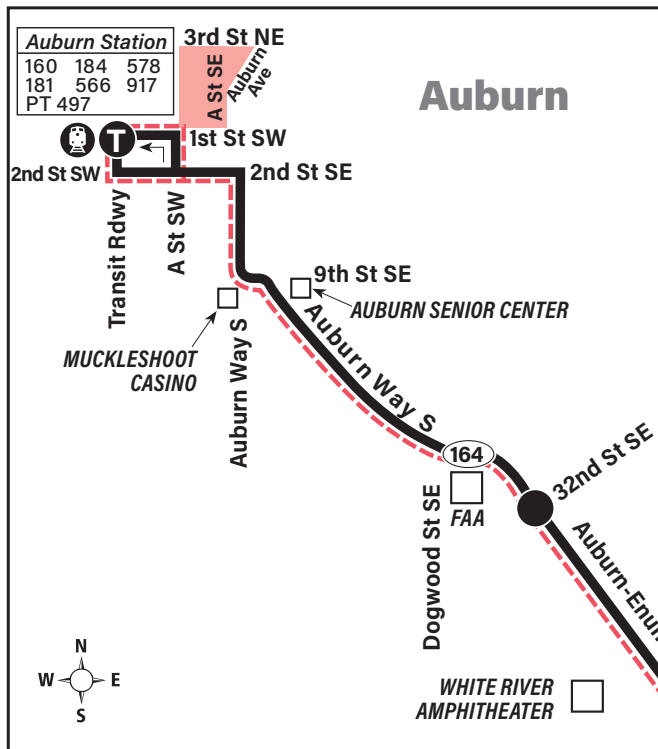 Auburn Station
160 184 578
181 566 917
PT 497
3rd St NE
A St SE
Auburn
Ave
Auburn
T
1st St SW
2nd St SW
2nd St SE
Transit Rdwy
A St SW
9th St SE
AUBURN SENIOR CENTER
MUCKLESHOOT
CASINO
Auburn Way S
Auburn Way S
164
32nd St SE
FAA
Dogwood St SE
Auburn-Enum
N
W E
S
WHITE RIVER
AMPHITHEATER